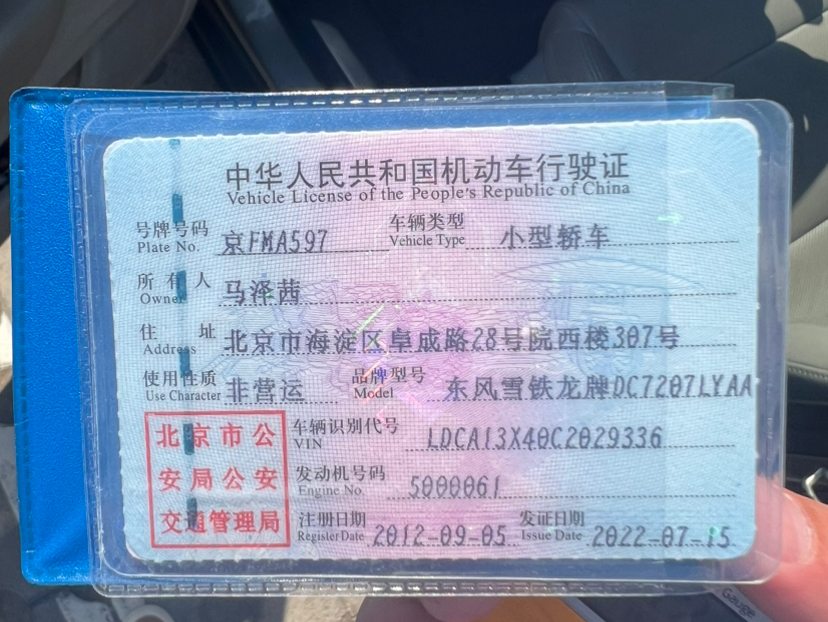 中华人民共和国机动车行驶证
Vehicle License of the People's Republic of China
号牌号码 京FMA597 车辆类型 小型轿车
Plate No. Vehicle Type
所有人 马泽茜
Owner
住址 北京市海淀区阜成路28号院西楼307号
Address
使用性质 非营运 品牌型号 东风雪铁龙牌DC7207LYAA
Use Character Model
北京市公
安局公安
交通管理局
车辆识别代号 LDCA13X40C2029336
VIN
发动机号码 5000061
Engine No.
注册日期 2012-09-05 发证日期 2022-07-15
Register Date Issue Date
Gauge